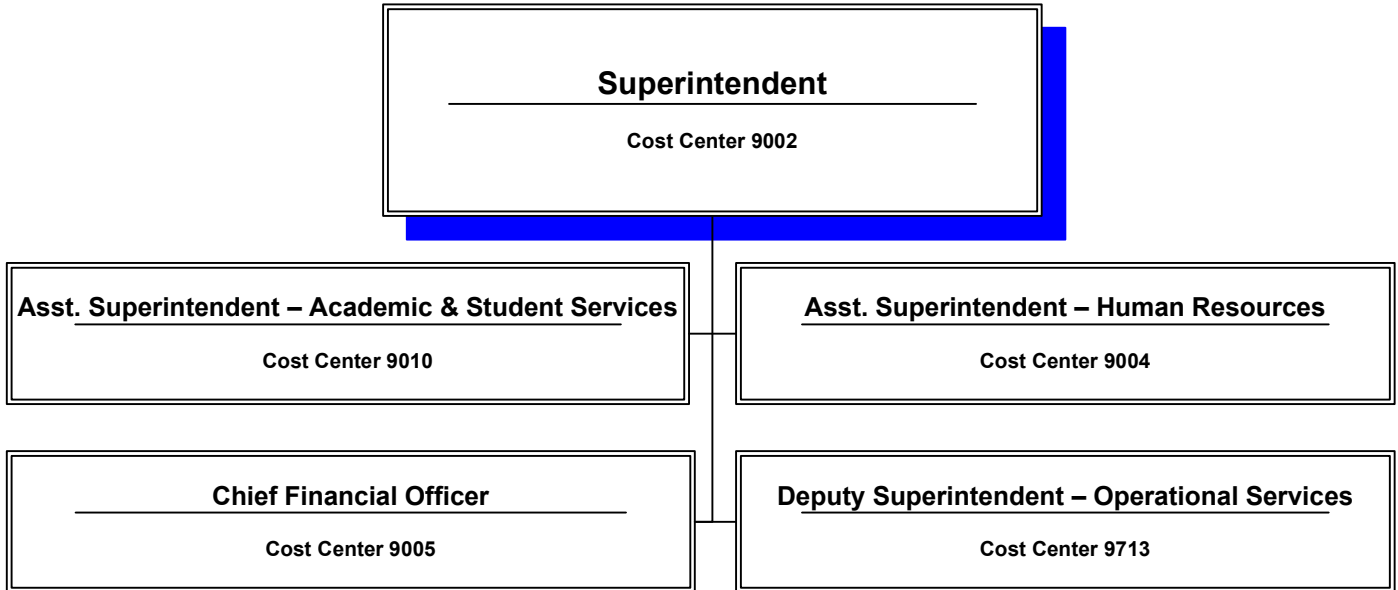 Superintendent
Cost Center 9002
Asst. Superintendent – Academic & Student Services
Cost Center 9010
Asst. Superintendent – Human Resources
Cost Center 9004
Chief Financial Officer
Cost Center 9005
Deputy Superintendent – Operational Services
Cost Center 9713